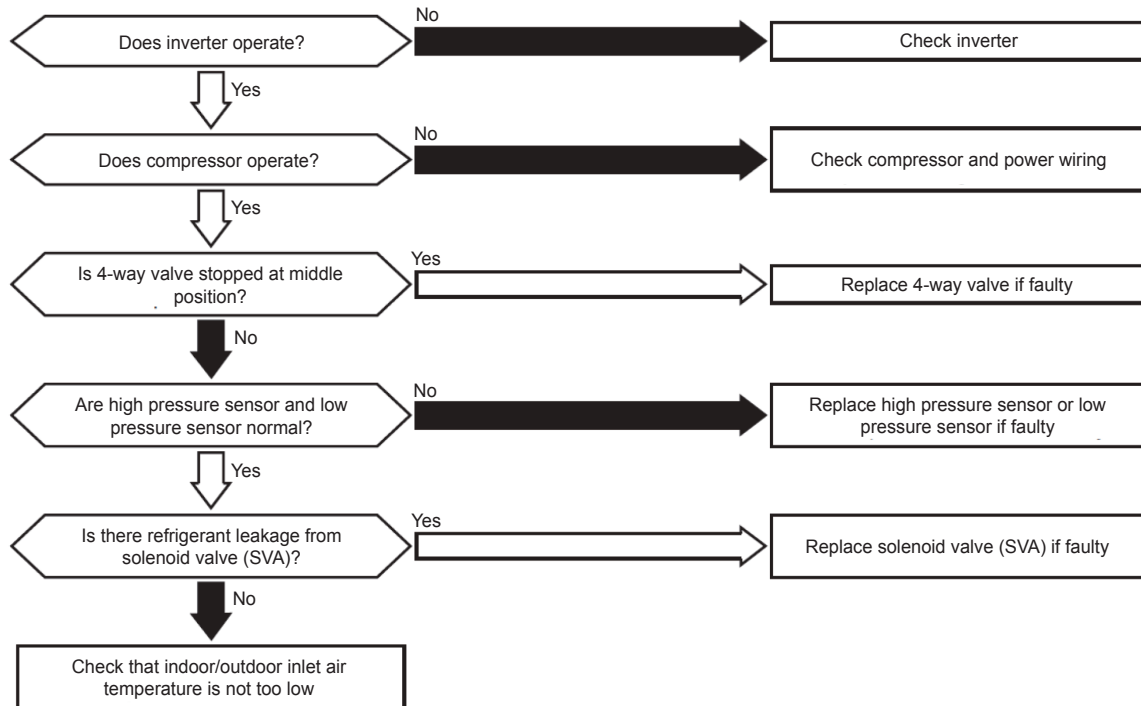 Does inverter operate?
No
Check inverter
Yes
Does compressor operate?
No
Check compressor and power wiring
Yes
Is 4-way valve stopped at middle
position?
Yes
Replace 4-way valve if faulty
No
Are high pressure sensor and low
pressure sensor normal?
No
Replace high pressure sensor or low
pressure sensor if faulty
Yes
Is there refrigerant leakage from
solenoid valve (SVA)?
Yes
Replace solenoid valve (SVA) if faulty
No
Check that indoor/outdoor inlet air
temperature is not too low